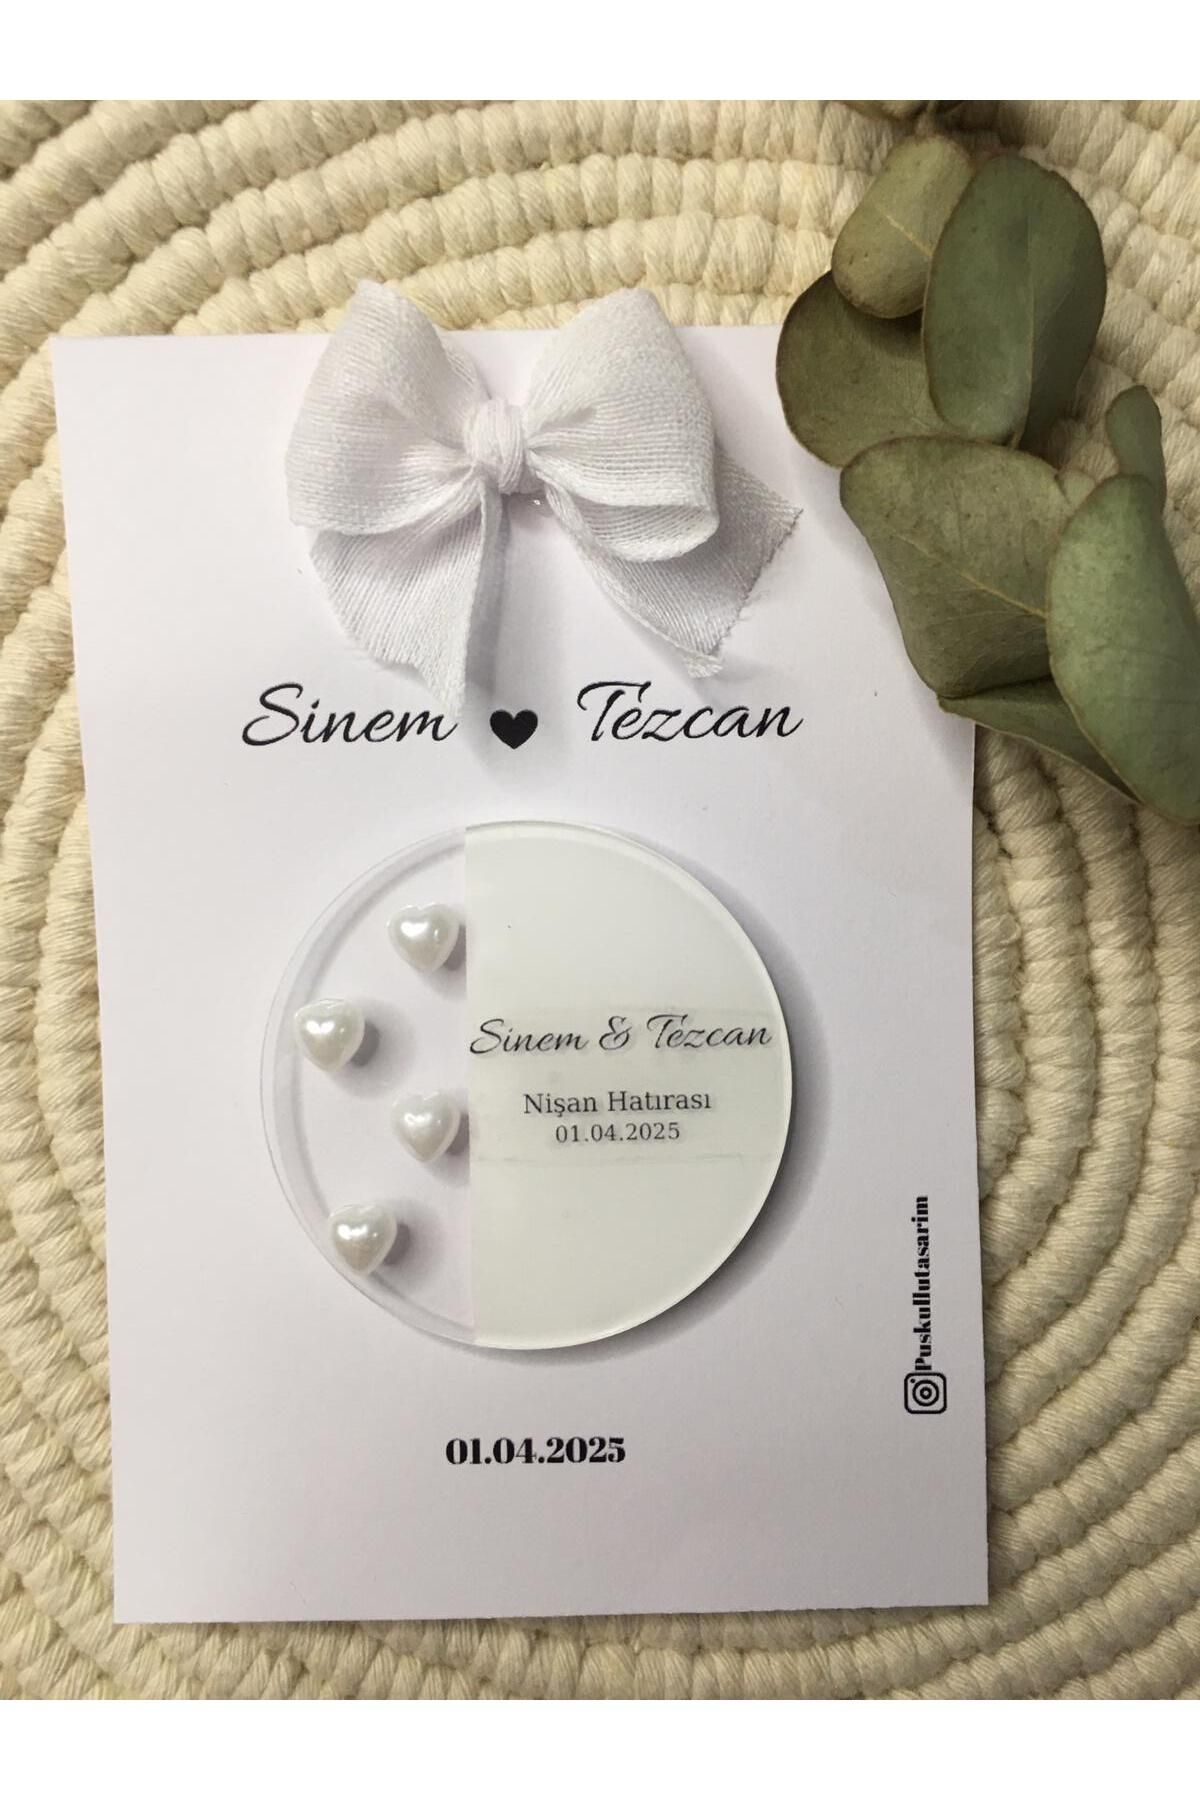 Sinem ♥ Tezcan
Sinem & Tezcan
Nişan Hatırası
01.04.2025
Puskullutasarim
01.04.2025